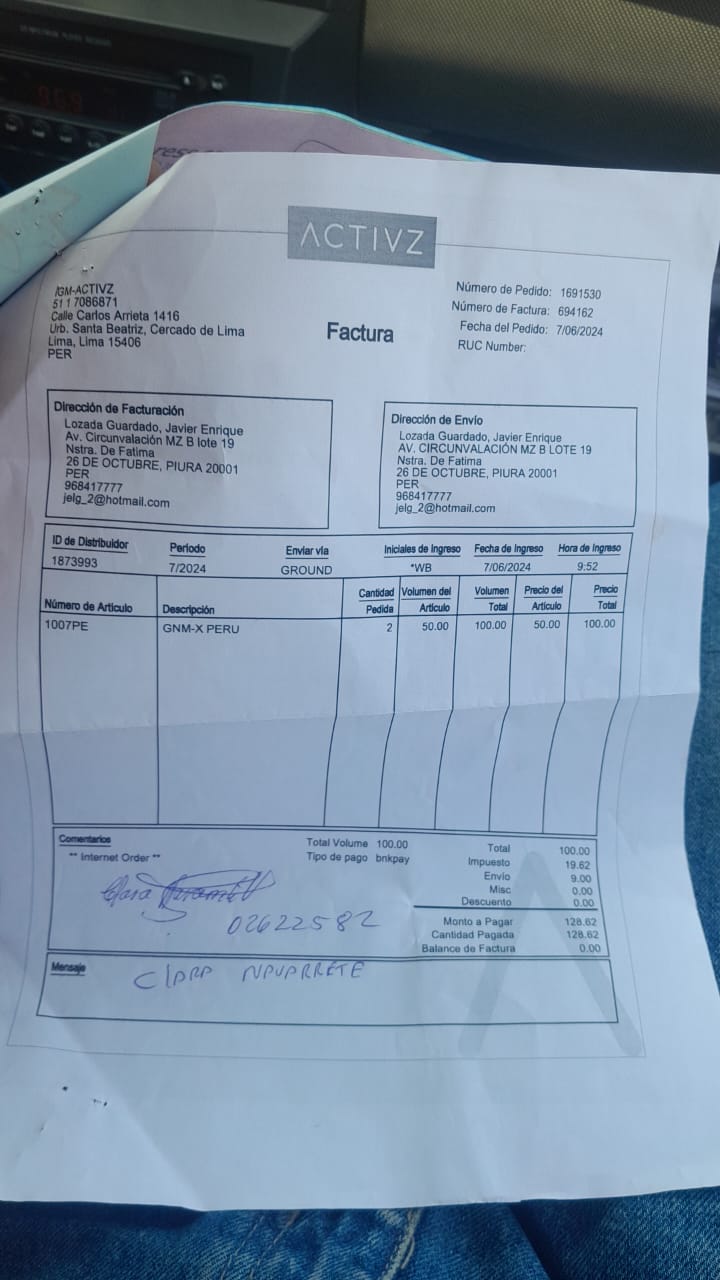 ACTIVZ
IGM-ACTIVZ
51 1 7086871
Calle Carlos Arrieta 1416
Urb. Santa Beatriz, Cercado de Lima
Lima, Lima 15406
PER
Factura
Número de Pedido: 1691530
Número de Factura: 694162
Fecha del Pedido: 7/06/2024
RUC Number:
Dirección de Facturación
Lozada Guardado, Javier Enrique
Av. Circunvalación MZ B lote 19
Nstra. De Fatima
26 DE OCTUBRE, PIURA 20001
PER
968417777
jelg_2@hotmail.com
Dirección de Envío
Lozada Guardado, Javier Enrique
AV. CIRCUNVALACIÓN MZ B LOTE 19
Nstra. De Fatima
26 DE OCTUBRE, PIURA 20001
PER
968417777
jelg_2@hotmail.com
ID de Distribuidor Periodo Enviar vía Iniciales de Ingreso Fecha de Ingreso Hora de Ingreso
1873993 7/2024 GROUND *WB 7/06/2024 9:52
Número de Artículo Descripción Cantidad Pedida Volumen del Artículo Volumen Total Precio del Artículo Precio Total
1007PE GNM-X PERU 2 50.00 100.00 50.00 100.00
Comentarios
** Internet Order **
Total Volume 100.00
Tipo de pago bnkpay
Total 100.00
Impuesto 19.62
Envío 9.00
Misc 0.00
Descuento 0.00
Monto a Pagar 128.62
Cantidad Pagada 128.62
Balance de Factura 0.00
02622582
Mensaje
ClARA NAVARRETE